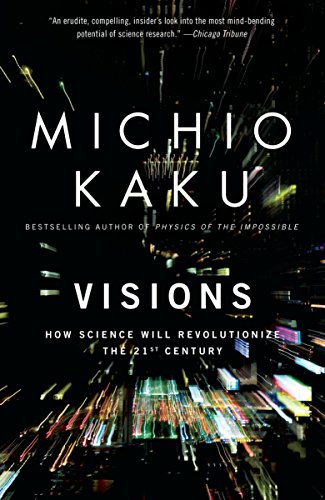 "An erudite, compelling, insider's look into the most mind-bending
potential of science research." —Chicago Tribune
MICHIO
KAKU
BESTSELLING AUTHOR OF PHYSICS OF THE IMPOSSIBLE
VISIONS
HOW SCIENCE WILL REVOLUTIONIZE
THE 21ST CENTURY